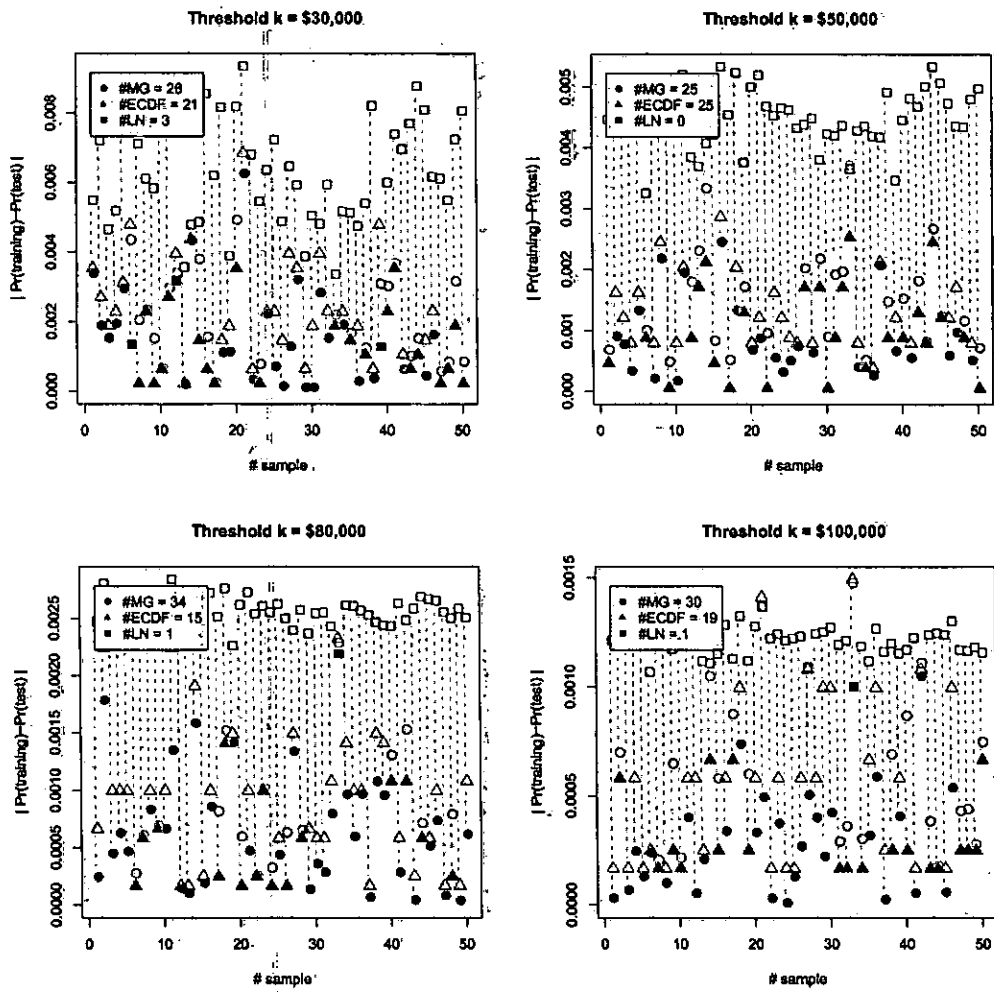 Threshold k = $30,000
#MG = 26
#ECDF = 21
#LN = 3
| Pr(training)-Pr(test) |
0.000 0.002 0.004 0.006 0.008
0 10 20 30 40 50
# sample
Threshold k = $50,000
#MG = 25
#ECDF = 25
#LN = 0
| Pr(training)-Pr(test) |
0.000 0.001 0.002 0.003 0.004 0.005
0 10 20 30 40 50
# sample
Threshold k = $80,000
#MG = 34
#ECDF = 15
#LN = 1
| Pr(training)-Pr(test) |
0.0000 0.0005 0.0010 0.0015 0.0020 0.0025
0 10 20 30 40 50
# sample
Threshold k = $100,000
#MG = 30
#ECDF = 19
#LN = 1
| Pr(training)-Pr(test) |
0.0000 0.0005 0.0010 0.0015
0 10 20 30 40 50
# sample